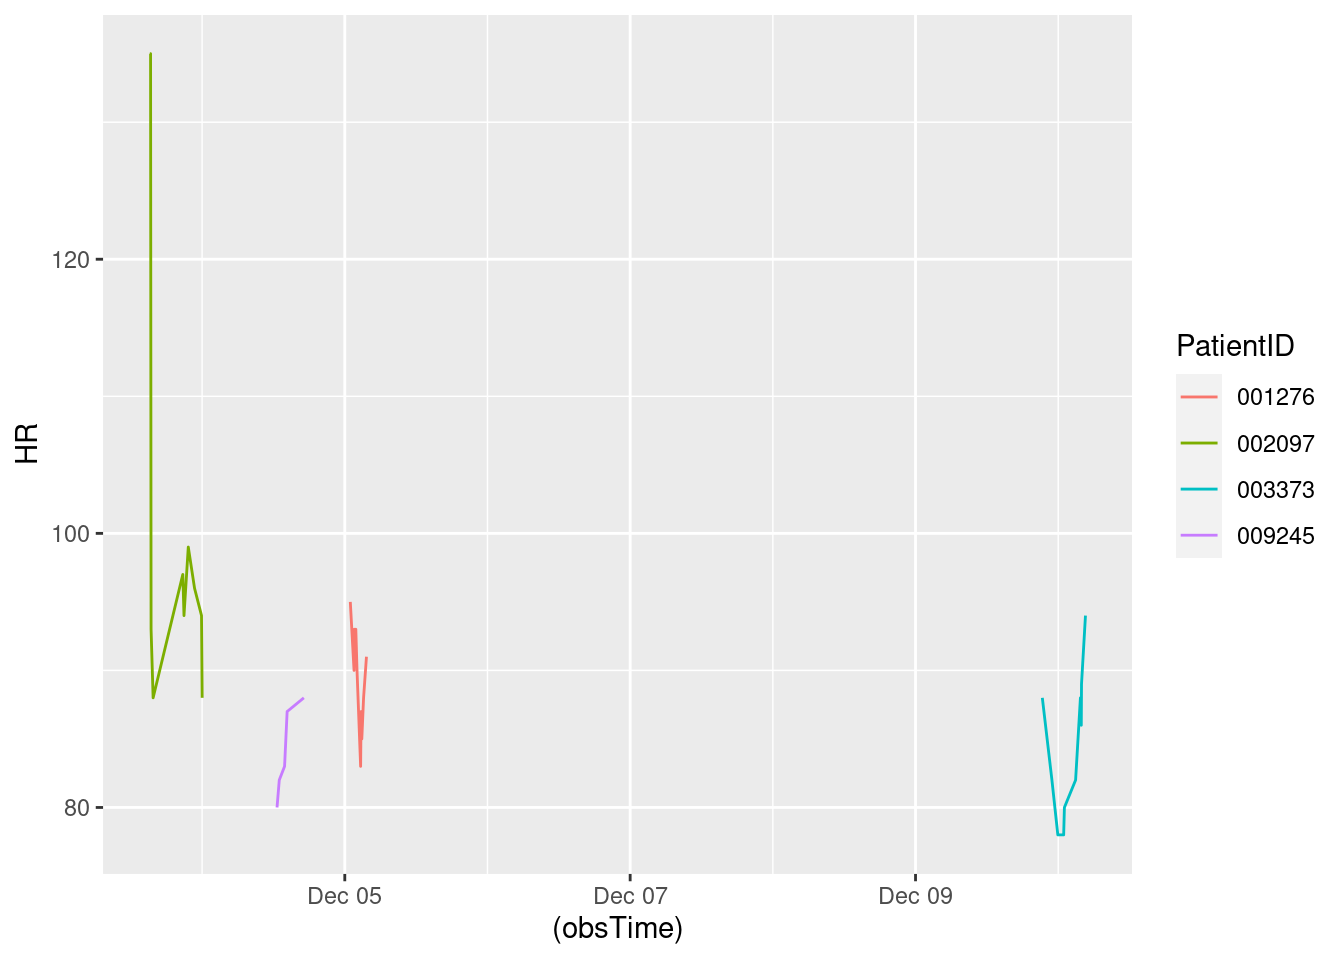 120
100
80
HR
Dec 05
Dec 07
Dec 09
(obsTime)
PatientID
001276
002097
003373
009245